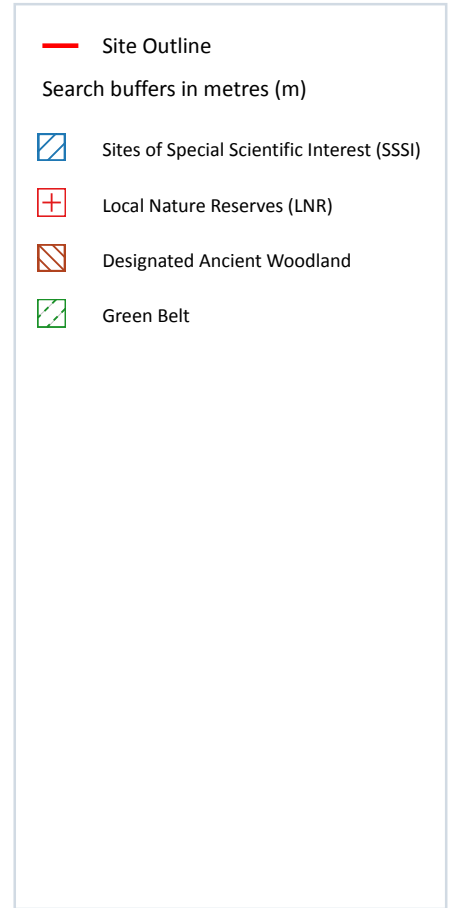 Site Outline
Search buffers in metres (m)
Sites of Special Scientific Interest (SSSI)
Local Nature Reserves (LNR)
Designated Ancient Woodland
Green Belt